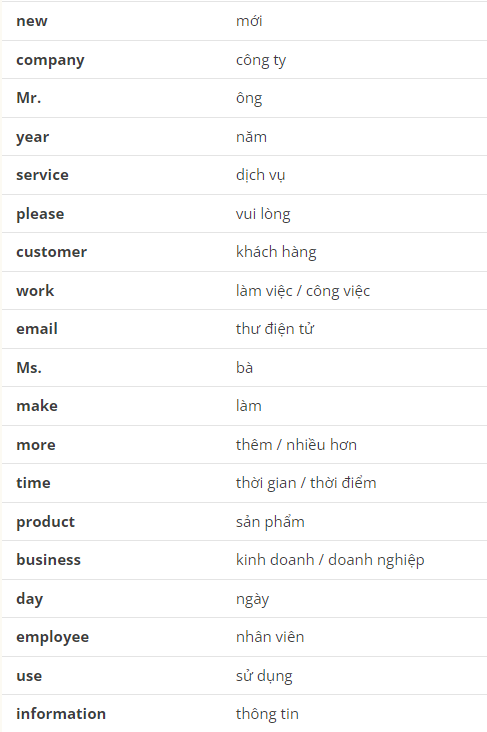 new mới
company công ty
Mr. ông
year năm
service dịch vụ
please vui lòng
customer khách hàng
work làm việc / công việc
email thư điện tử
Ms. bà
make làm
more thêm / nhiều hơn
time thời gian / thời điểm
product sản phẩm
business kinh doanh / doanh nghiệp
day ngày
employee nhân viên
use sử dụng
information thông tin